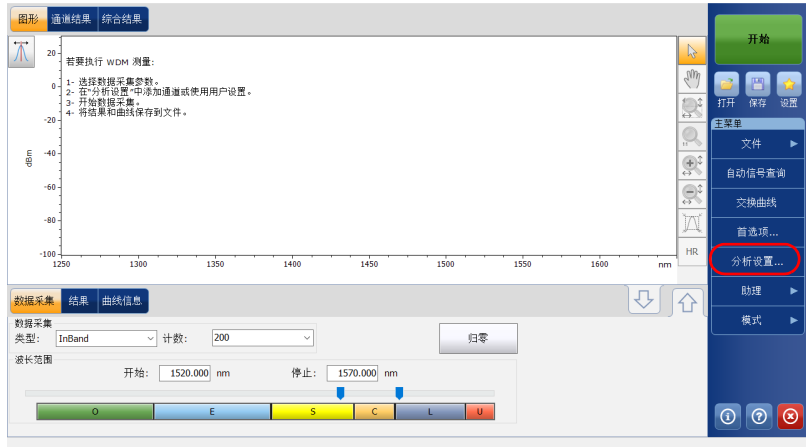 图形 通道结果 综合结果
开始
20
0
-20
-40
-60
-80
-100
dBm
若要执行 WDM 测量:
1- 选择数据采集参数。
2- 在"分析设置"中添加通道或使用用户设置。
3- 开始数据采集。
4- 将结果和曲线保存到文件。
1250 1300 1350 1400 1450 1500 1550 1600 nm
1:1
HR
打开 保存 设置
主菜单
文件
自动信号查询
交换曲线
首选项...
分析设置...
助理
模式
数据采集 结果 曲线信息
数据采集
类型: InBand 计数: 200 归零
波长范围
开始: 1520.000 nm 停止: 1570.000 nm
O E S C L U